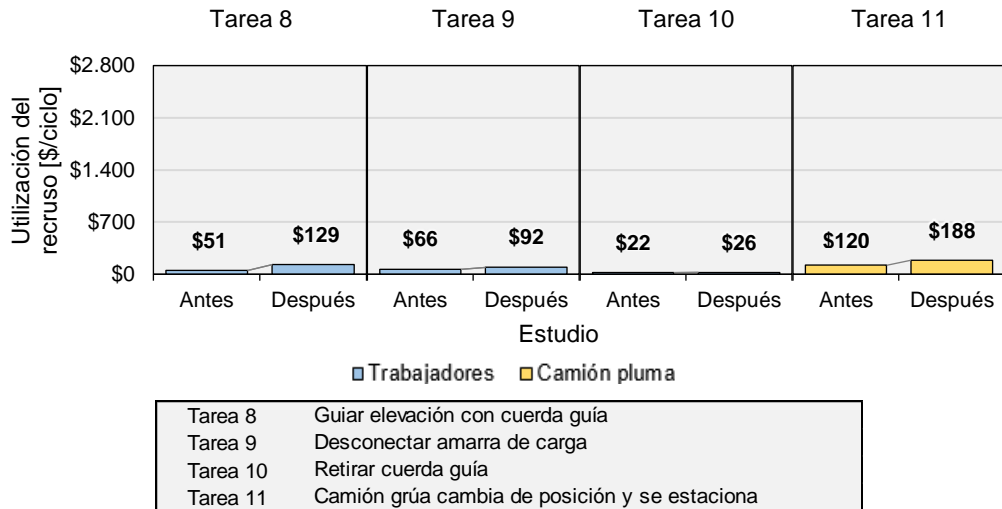 Tarea 8 Tarea 9 Tarea 10 Tarea 11
Utilización del
recruso [$/ciclo]
$2.800
$2.100
$1.400
$700
$0
$51 $129 $66 $92 $22 $26 $120 $188
Antes Después Antes Después Antes Después Antes Después
Estudio
Trabajadores Camión pluma
Tarea 8 Guiar elevación con cuerda guía
Tarea 9 Desconectar amarra de carga
Tarea 10 Retirar cuerda guía
Tarea 11 Camión grúa cambia de posición y se estaciona